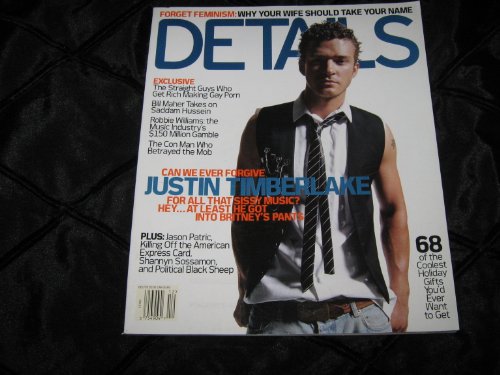 FORGET FEMINISM: WHY YOUR WIFE SHOULD TAKE YOUR NAME
DETAILS
EXCLUSIVE
The Straight Guys Who
Get Rich Making Gay Porn
Bill Maher Takes on
Saddam Hussein
Robbie Williams: the
Music Industry's
$150 Million Gamble
The Con Man Who
Betrayed the Mob
CAN WE EVER FORGIVE
JUSTIN TIMBERLAKE
FOR ALL THAT SISSY MUSIC?
HEY... AT LEAST HE GOT
INTO BRITNEY'S PANTS
PLUS: Jason Patric,
Killing Off the American
Express Card,
Shannyn Sossamon,
and Political Black Sheep
68
of the
Coolest
Holiday
Gifts
You'd
Ever
Want
to Get